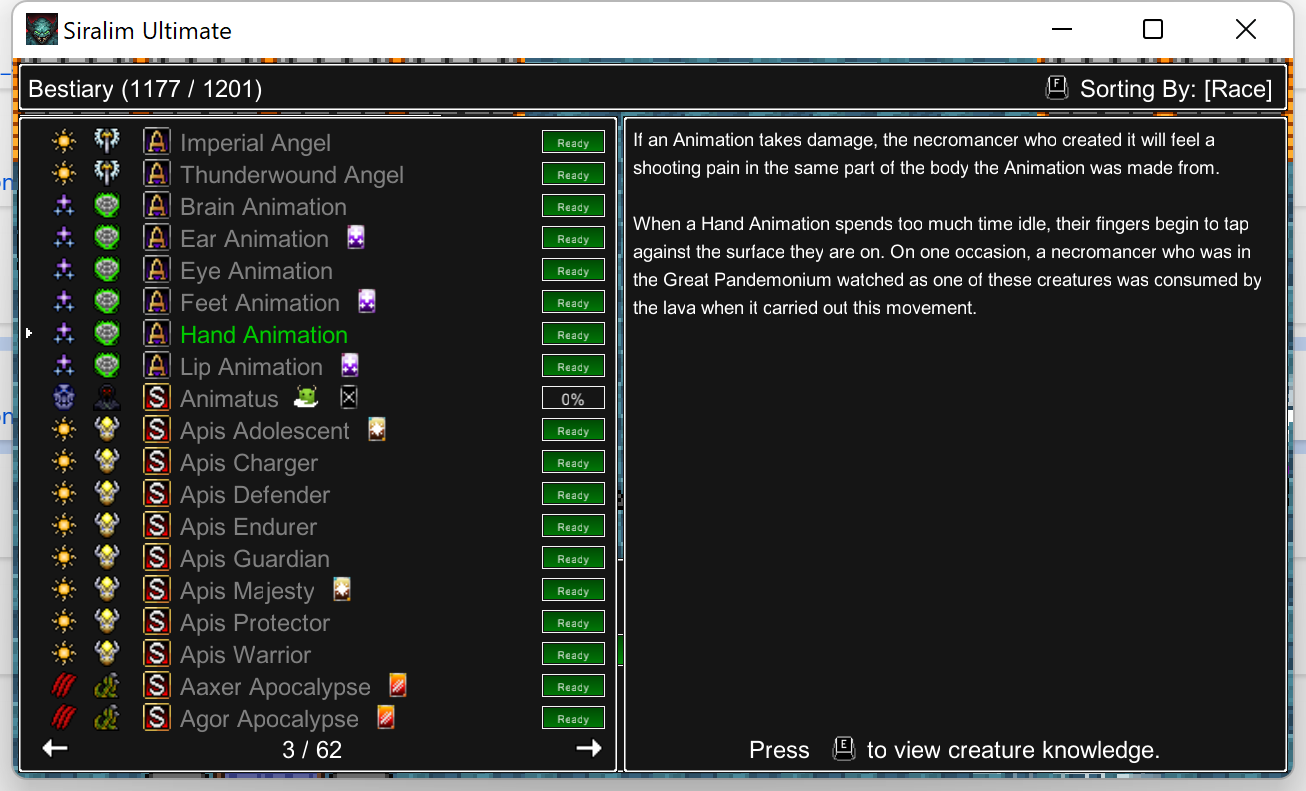 Siralim Ultimate
Bestiary (1177 / 1201)
F
Sorting By: [Race]
A Imperial Angel Ready
A Thunderwound Angel Ready
A Brain Animation Ready
A Ear Animation Ready
A Eye Animation Ready
A Feet Animation Ready
A Hand Animation Ready
A Lip Animation Ready
S Animatus 0%
S Apis Adolescent Ready
S Apis Charger Ready
S Apis Defender Ready
S Apis Endurer Ready
S Apis Guardian Ready
S Apis Majesty Ready
S Apis Protector Ready
S Apis Warrior Ready
S Aaxer Apocalypse Ready
S Agor Apocalypse Ready
3 / 62
If an Animation takes damage, the necromancer who created it will feel a
shooting pain in the same part of the body the Animation was made from.
When a Hand Animation spends too much time idle, their fingers begin to tap
against the surface they are on. On one occasion, a necromancer who was in
the Great Pandemonium watched as one of these creatures was consumed by
the lava when it carried out this movement.
Press E to view creature knowledge.